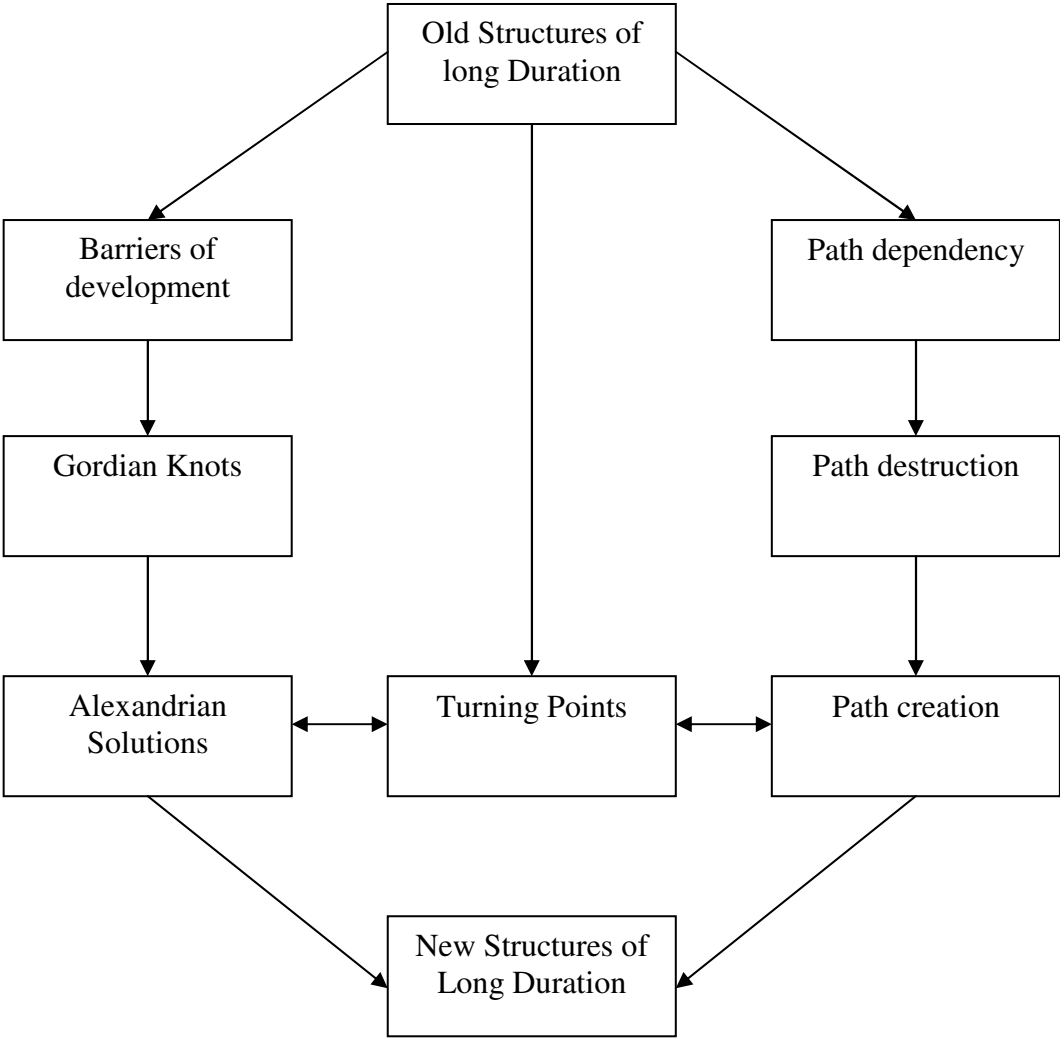 Old Structures of
long Duration
Barriers of
development
Path dependency
Gordian Knots
Path destruction
Alexandrian
Solutions
Turning Points
Path creation
New Structures of
Long Duration